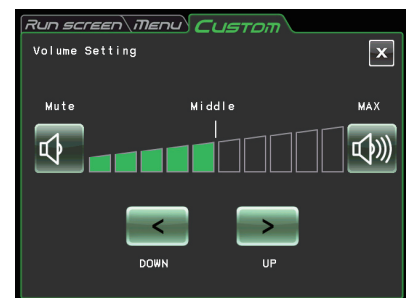 Run screen Menu Custom
Volume Setting X
Mute Middle MAX
< >
DOWN UP